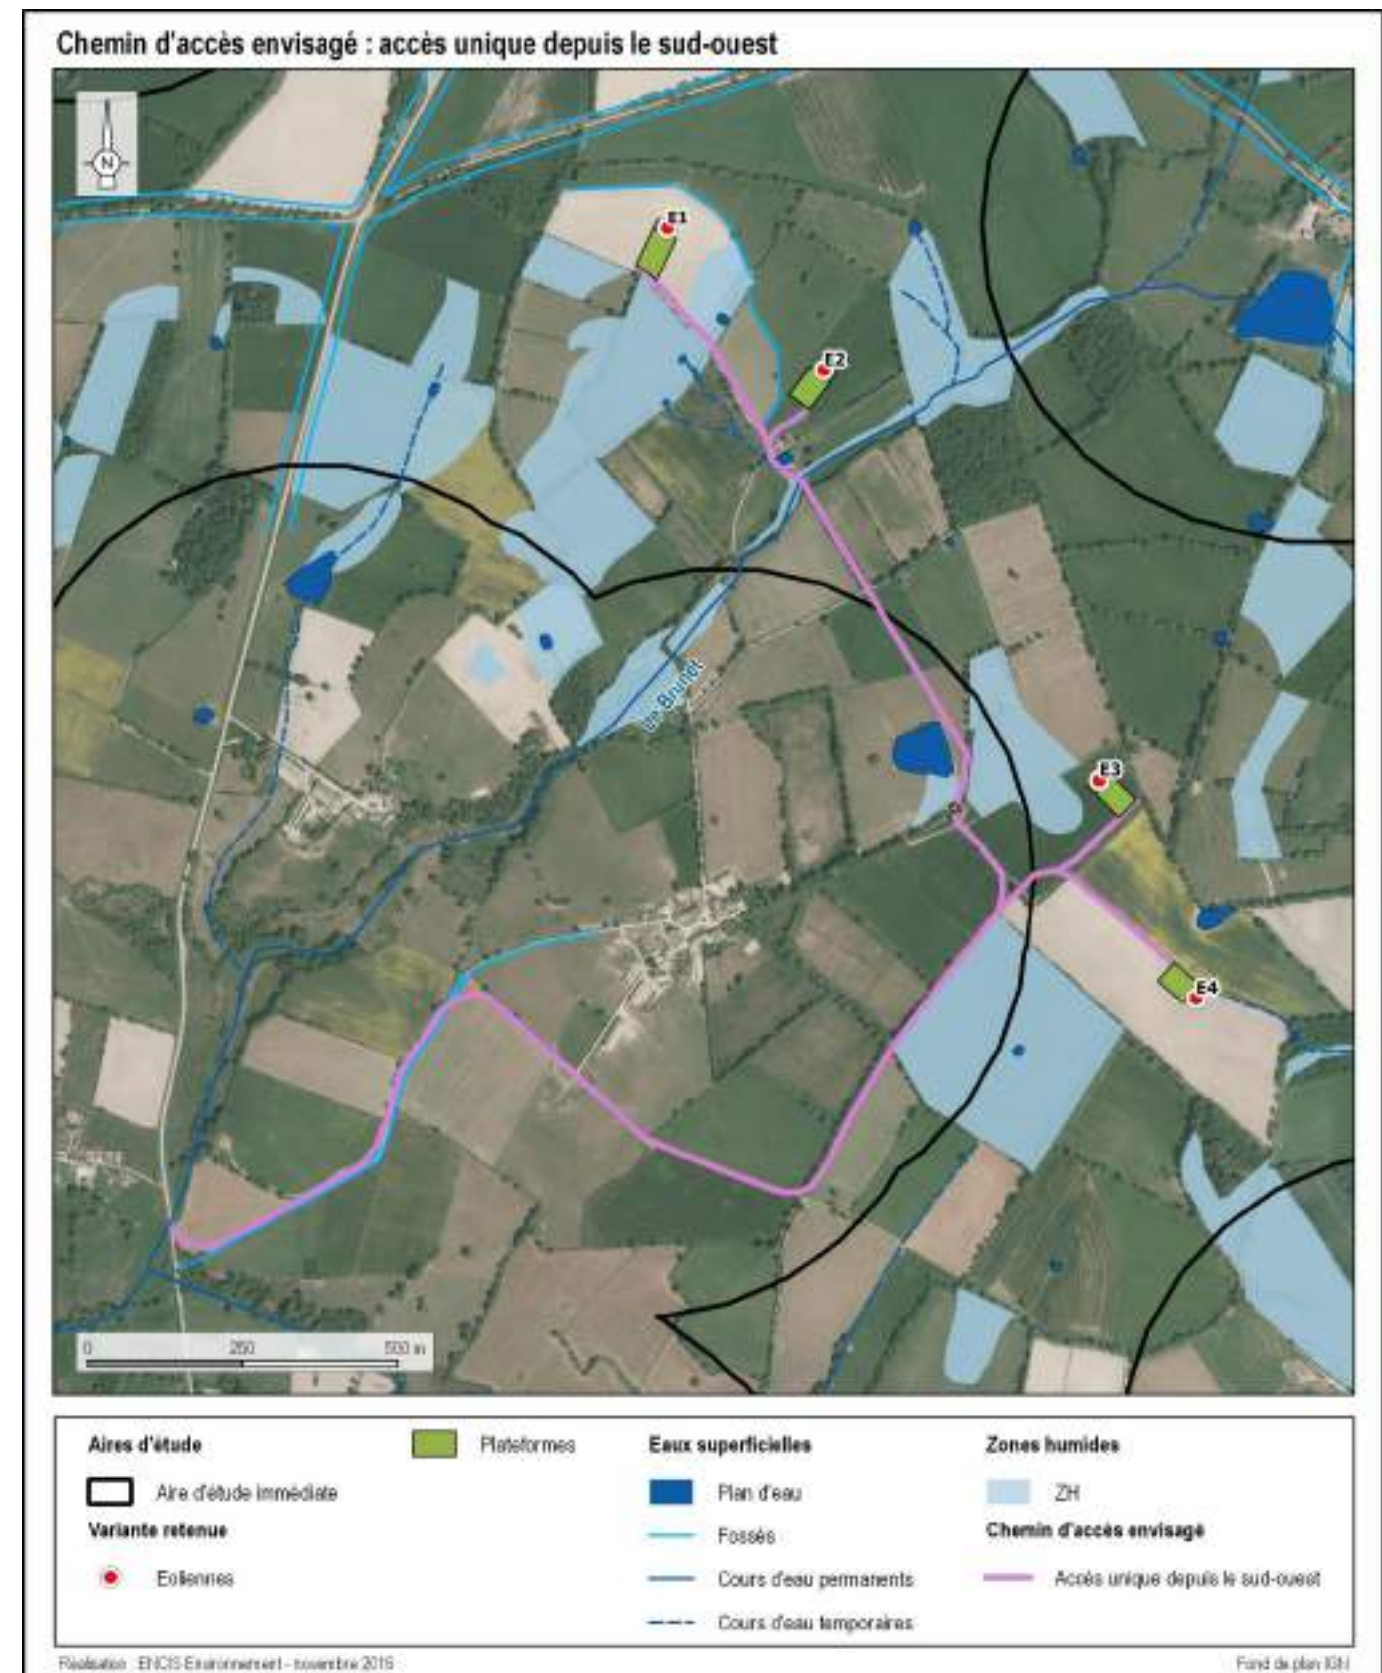 Chemin d'accès envisagé : accès unique depuis le sud-ouest
N
E1
E2
Le Brunet
E3
E4
0 250 500 m
Aires d'étude
Aire d'étude immédiate
Variante retenue
Eoliennes
Plateformes
Eaux superficielles
Plan d'eau
Fossés
Cours d'eau permanents
Cours d'eau temporaires
Zones humides
ZH
Chemin d'accès envisagé
Accès unique depuis le sud-ouest
Réalisation : ENCIS Environnement - novembre 2016
Fond de plan IGN